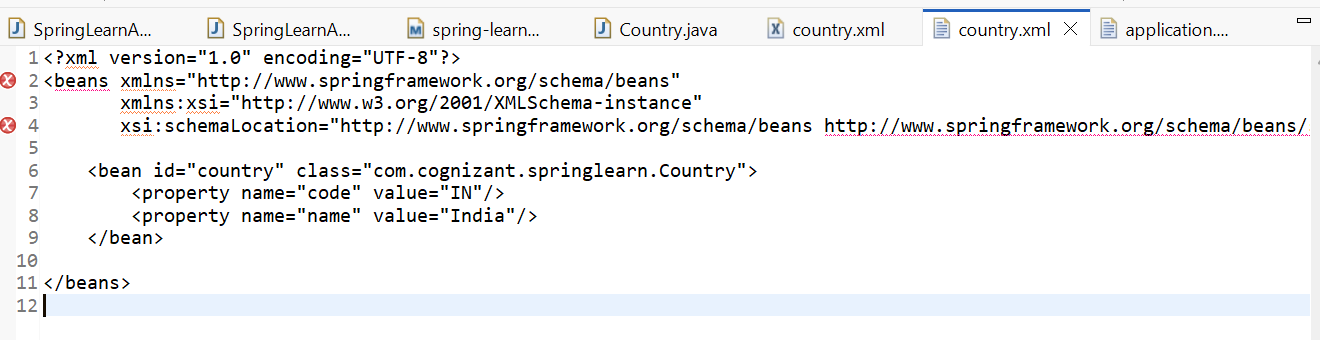 SpringLearnA... SpringLearnA... spring-learn... Country.java country.xml country.xml application....
1 <?xml version="1.0" encoding="UTF-8"?>
2 <beans xmlns="http://www.springframework.org/schema/beans"
3 xmlns:xsi="http://www.w3.org/2001/XMLSchema-instance"
4 xsi:schemaLocation="http://www.springframework.org/schema/beans http://www.springframework.org/schema/beans/
5
6 <bean id="country" class="com.cognizant.springlearn.Country">
7 <property name="code" value="IN"/>
8 <property name="name" value="India"/>
9 </bean>
10
11 </beans>
12